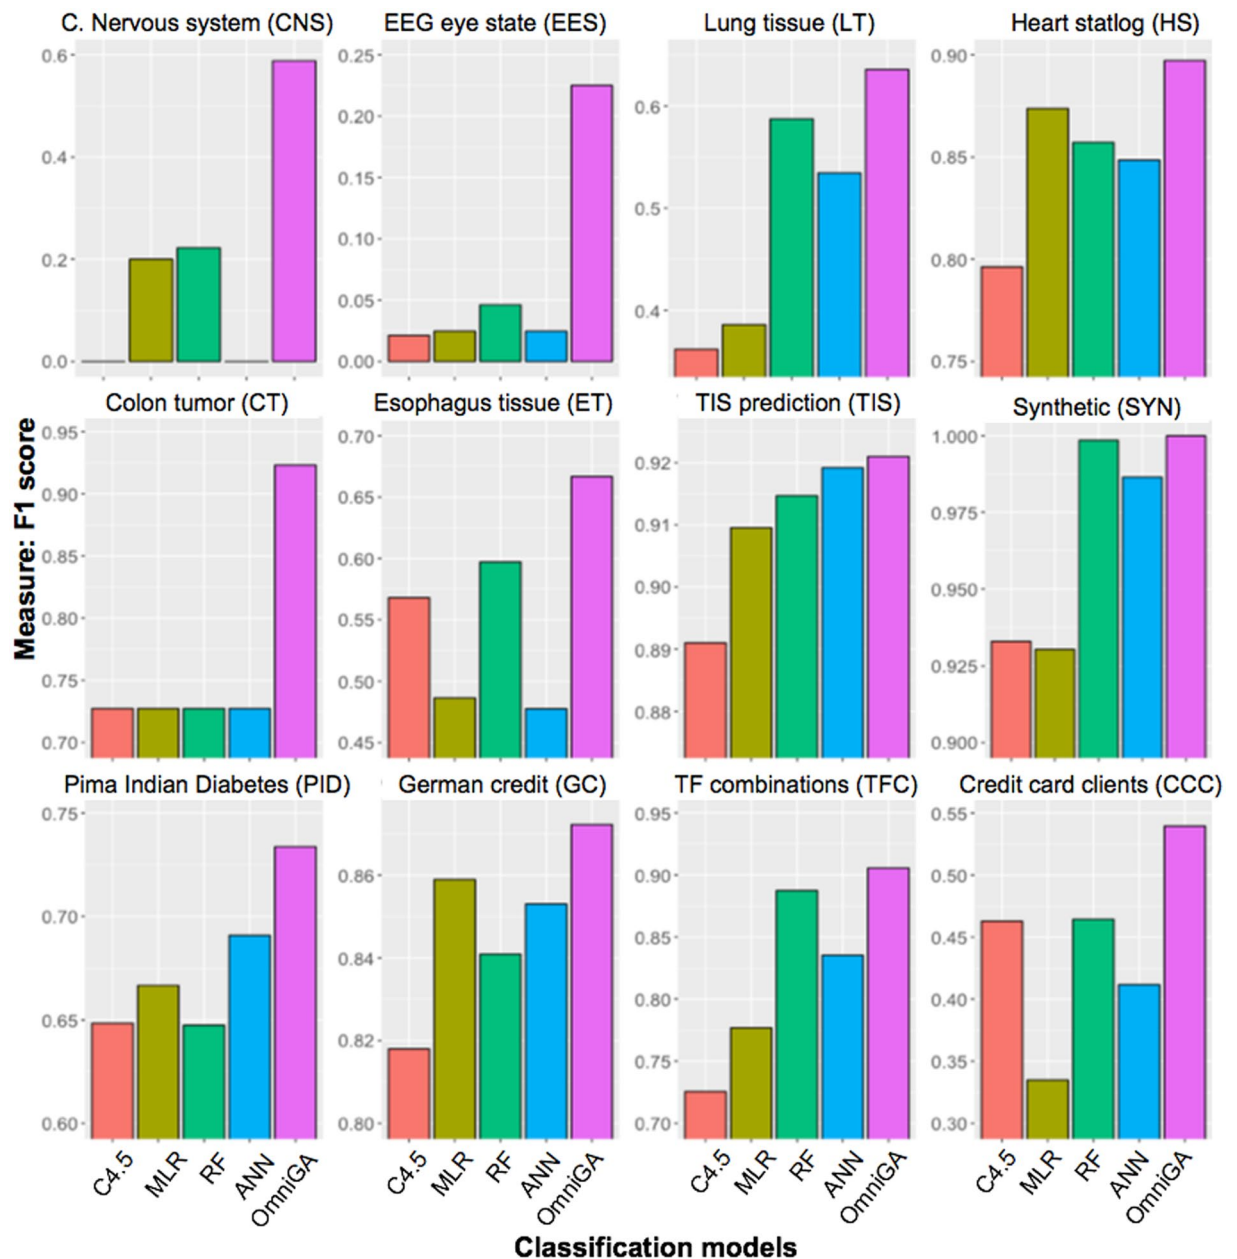 C. Nervous system (CNS)
0.6
0.4
0.2
0.0
EEG eye state (EES)
0.25
0.20
0.15
0.10
0.05
0.00
Lung tissue (LT)
0.6
0.5
0.4
Heart statlog (HS)
0.90
0.85
0.80
0.75
Measure: F1 score
Colon tumor (CT)
0.95
0.90
0.85
0.80
0.75
0.70
Esophagus tissue (ET)
0.70
0.65
0.60
0.55
0.50
0.45
TIS prediction (TIS)
0.92
0.91
0.90
0.89
0.88
Synthetic (SYN)
1.000
0.975
0.950
0.925
0.900
Pima Indian Diabetes (PID)
0.75
0.70
0.65
0.60
C4.5
MLR
RF
ANN
OmniGA
German credit (GC)
0.86
0.84
0.82
0.80
C4.5
MLR
RF
ANN
OmniGA
TF combinations (TFC)
0.95
0.90
0.85
0.80
0.75
0.70
C4.5
MLR
RF
ANN
OmniGA
Credit card clients (CCC)
0.55
0.50
0.45
0.40
0.35
0.30
C4.5
MLR
RF
ANN
OmniGA
Classification models